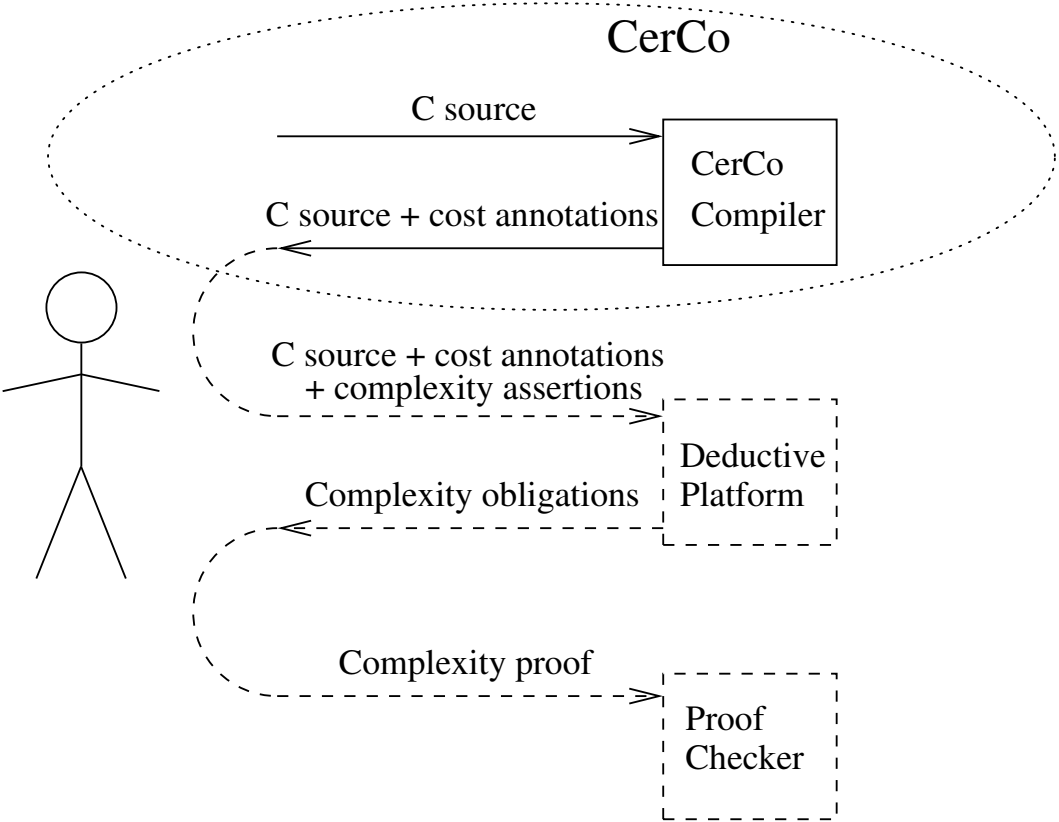 CerCo
C source
CerCo
Compiler
C source + cost annotations
C source + cost annotations
+ complexity assertions
Deductive
Platform
Complexity obligations
Complexity proof
Proof
Checker